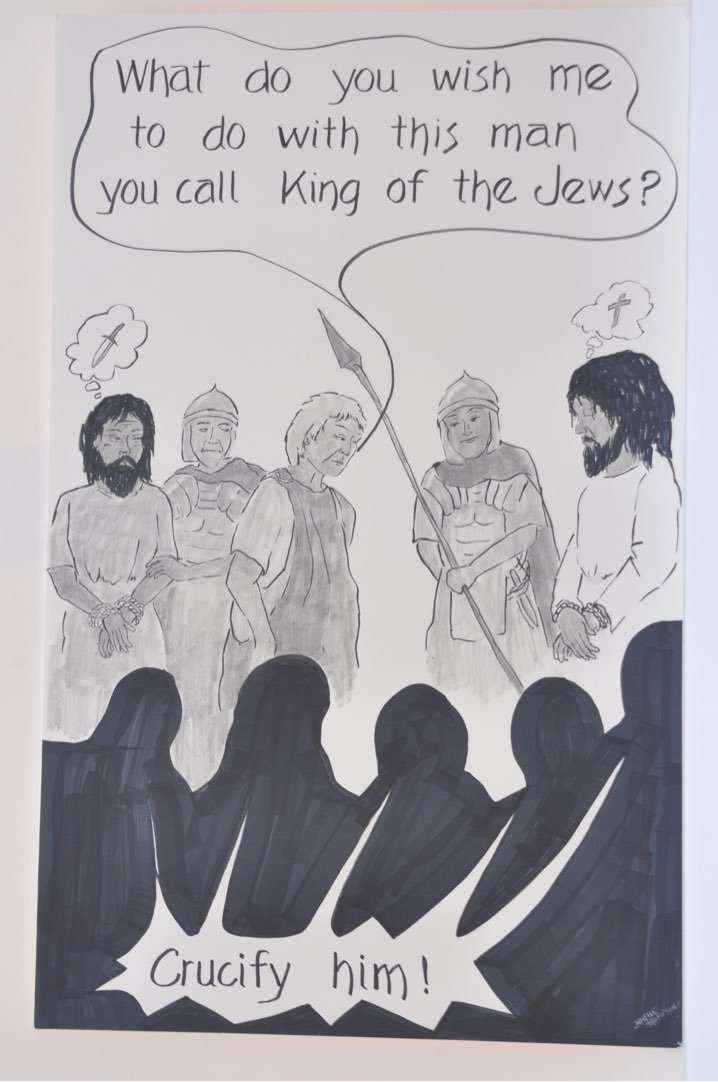 What do you wish me
to do with this man
you call King of the Jews?
Crucify him!